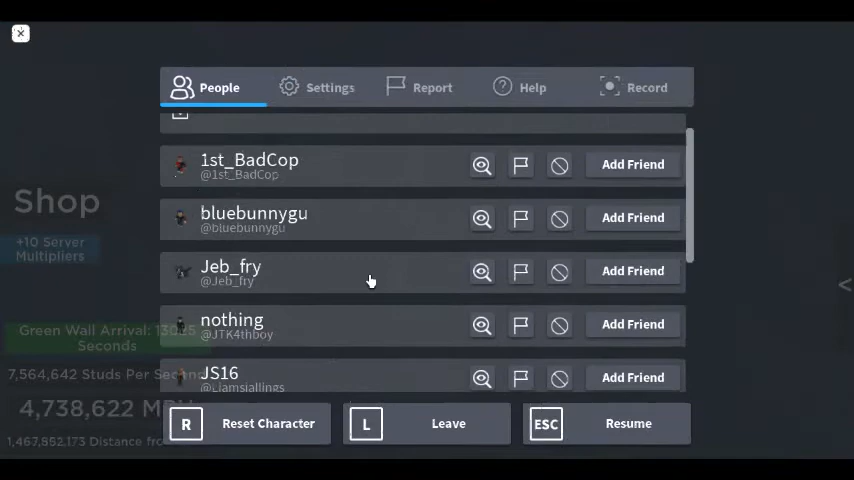 People
Settings
Report
Help
Record
1st_BadCop
@1st_BadCop
Add Friend
bluebunnygu
@bluebunnygu
Add Friend
Jeb_fry
@Jeb_fry
Add Friend
nothing
@JTK4thboy
Add Friend
JS16
@Liamsjallings
Add Friend
R Reset Character
L Leave
ESC Resume
Shop
+10 Server
Multipliers
Green Wall Arrival:
Seconds
7,564,642 Studs Per Second
4,738,622
1,467,852,173 Distance